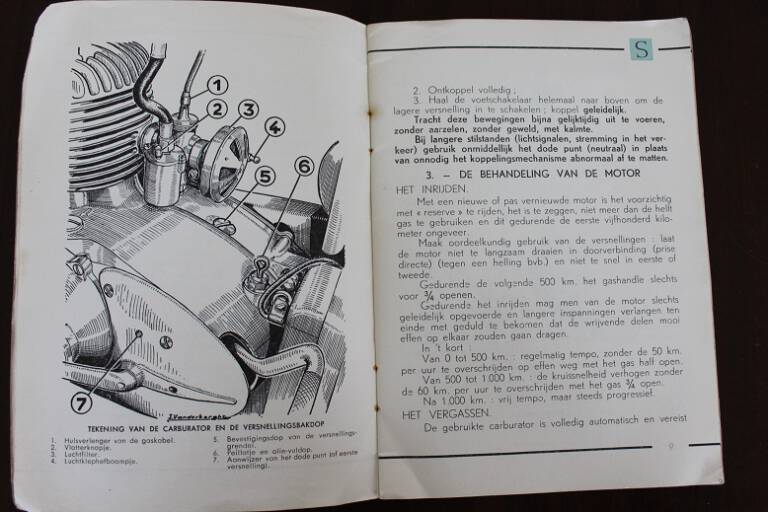 1
2
3
4
5
6
7
J.Vanderberghe
TEKENING VAN DE CARBURATOR EN DE VERSNELLINGSBAKDOP
1. Hulsverlenger van de gaskabel.
2. Vlotterknopje.
3. Luchtfilter.
4. Luchtklephefboompje.
5. Bevestigingsdop van de versnellings-
grendel.
6. Peillatje en olie-vuldop.
7. Aanwijzer van het dode punt (of eerste
versnelling).
S
2. Ontkoppel volledig ;
3. Haal de voetschakelaar helemaal naar boven om de
lagere versnelling in te schakelen ; koppel geleidelijk.
Tracht deze bewegingen bijna gelijktijdig uit te voeren,
zonder aarzelen, zonder geweld, met kalmte.
Bij langere stilstanden (lichtsignalen, stremming in het ver-
keer) gebruik onmiddellijk het dode punt (neutraal) in plaats
van onnodig het koppelingsmechanisme abnormaal af te matten.
3. — DE BEHANDELING VAN DE MOTOR
HET INRIJDEN.
Met een nieuwe of pas vernieuwde motor is het voorzichtig
met « reserve » te rijden, het is te zeggen, niet meer dan de helft
gas te gebruiken en dit gedurende de eerste vijfhonderd kilo-
meter ongeveer.
Maak oordeelkundig gebruik van de versnellingen : laat
de motor niet te langzaam draaien in doorverbinding (prise
directe) (tegen een helling bvb.) en niet te snel in eerste of
tweede.
Gedurende de volgende 500 km. het gashandle slechts
voor ¾ openen.
Gedurende het inrijden mag men van de motor slechts
geleidelijk opgevoerde en langere inspanningen verlangen ten
einde met geduld te bekomen dat de wrijvende delen mooi
effen op elkaar zouden gaan draaien.
In 't kort :
Van 0 tot 500 km. : regelmatig tempo, zonder de 50 km.
per uur te overschrijden op effen weg met het gas half open.
Van 500 tot 1.000 km. : de kruissnelheid verhogen zonder
de 60 km. per uur te overschrijden met het gas ¾ open.
Na 1.000 km. : vrij tempo, maar steeds progressief.
HET VERGASSEN.
De gebruikte carburator is volledig automatisch en vereist